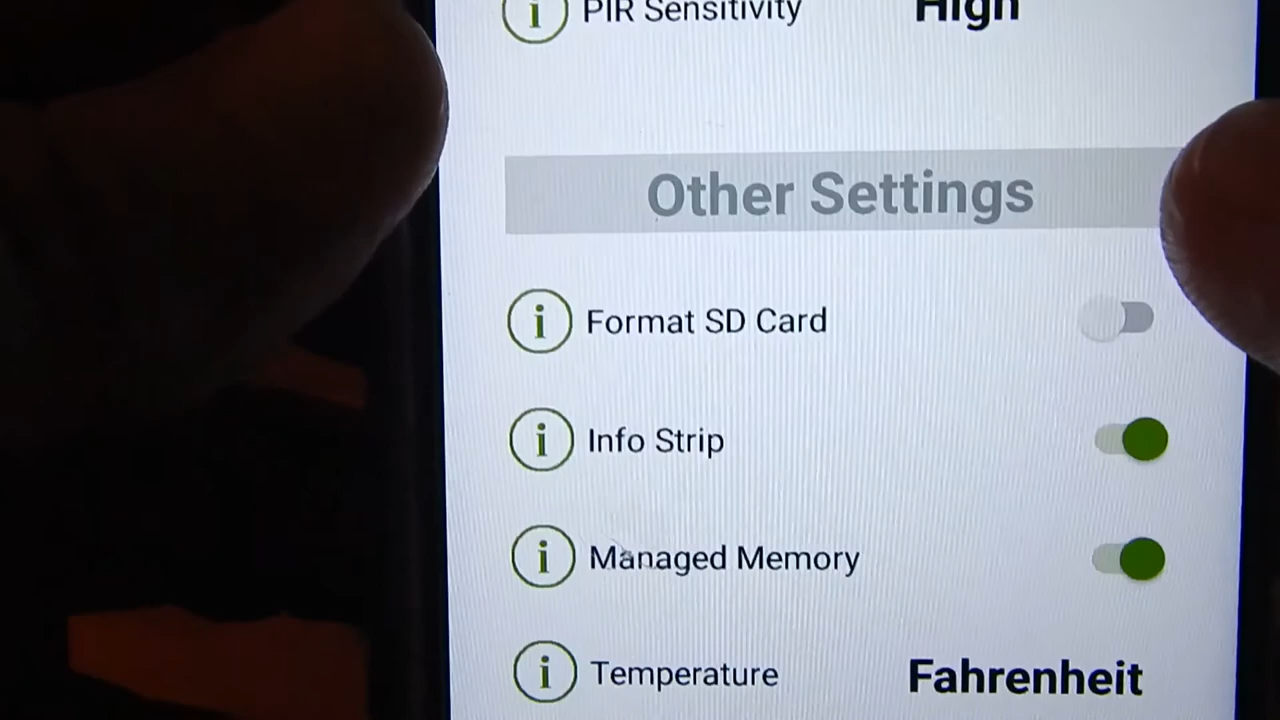 i PIR Sensitivity High
Other Settings
i Format SD Card
i Info Strip
i Managed Memory
i Temperature Fahrenheit